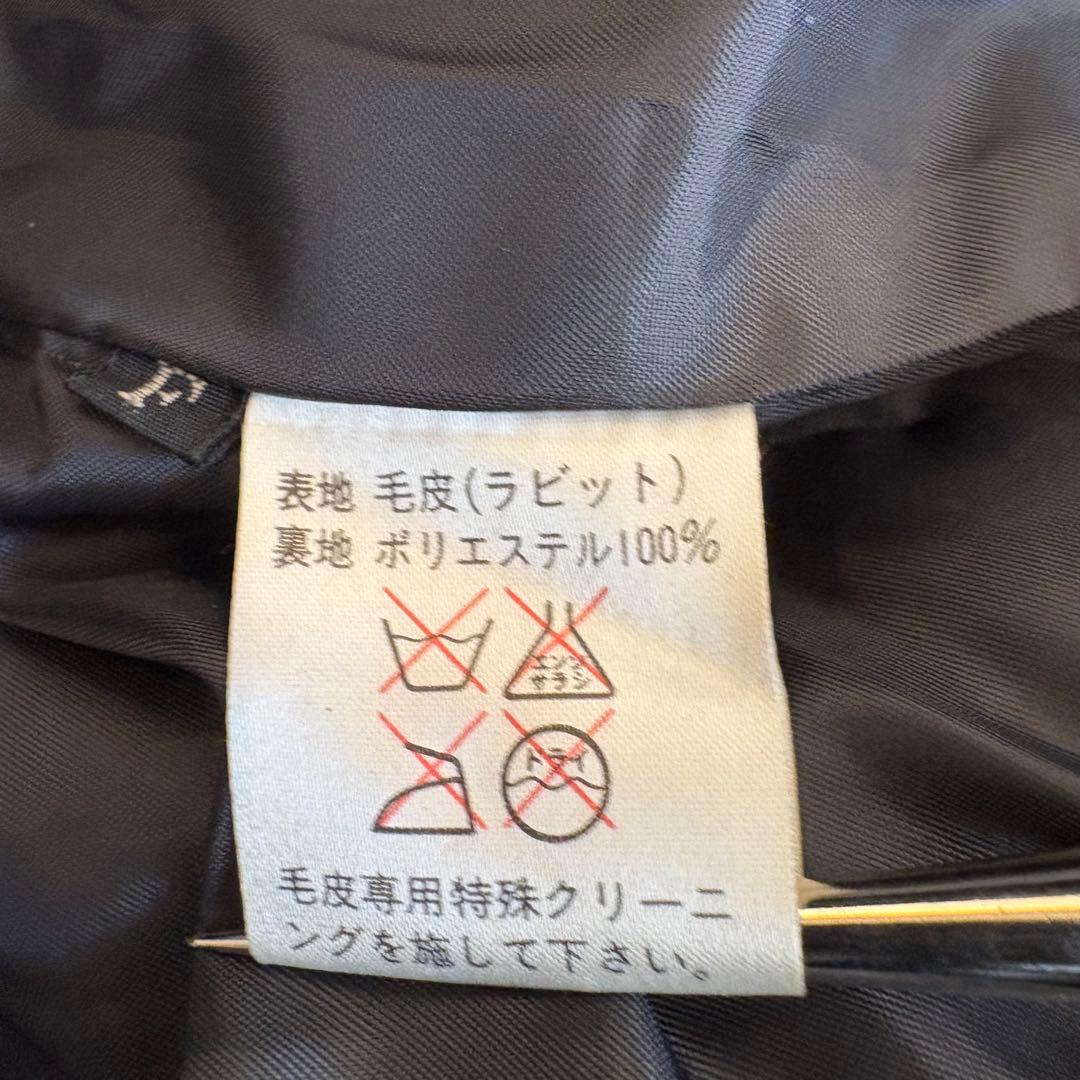 F
表地 毛皮(ラビット)
裏地 ポリエステル100%
エンソ
サラシ
ドライ
毛皮専用特殊クリーニ
ングを施して下さい。